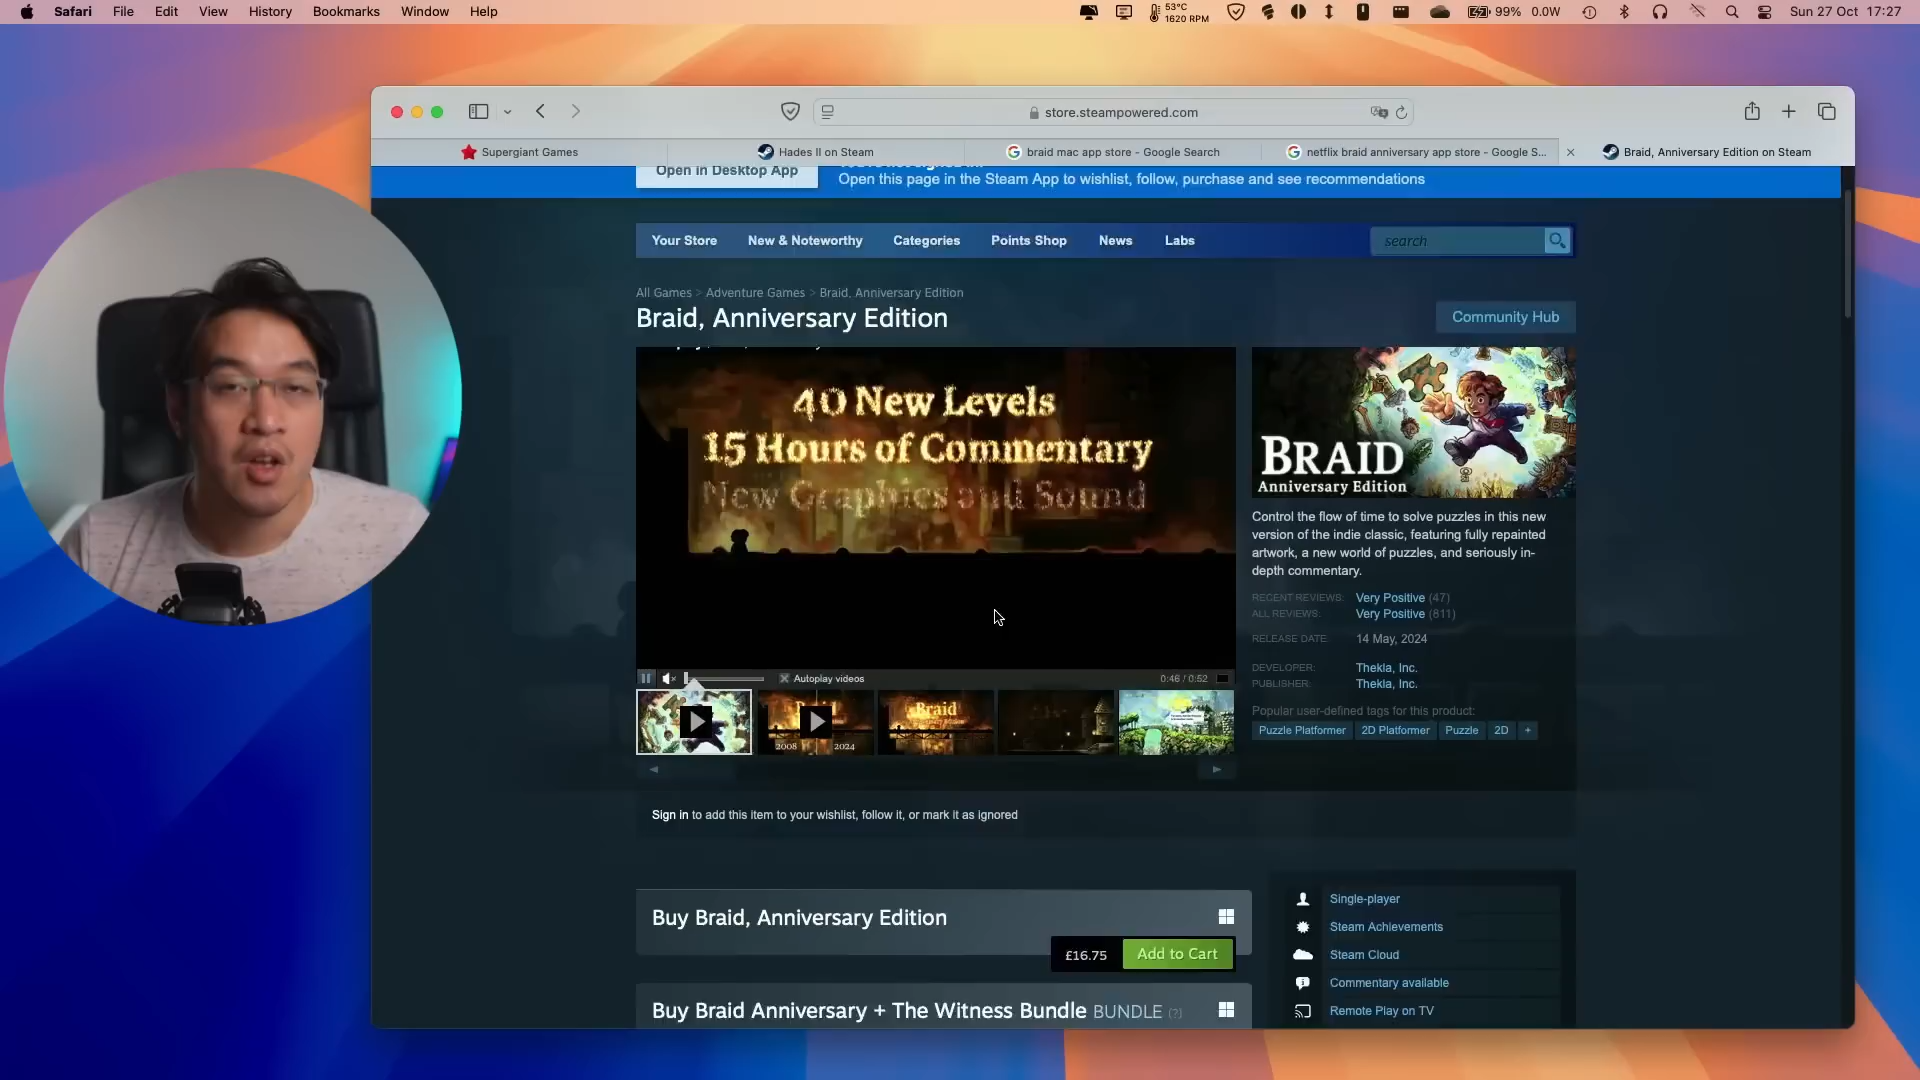 Safari File Edit View History Bookmarks Window Help
53°C
1620 RPM
99% 0.0W
Sun 27 Oct 17:27
store.steampowered.com
Supergiant Games
Hades II on Steam
braid mac app store - Google Search
netflix braid anniversary app store - Google S...
Braid, Anniversary Edition on Steam
Open in Desktop App
Open this page in the Steam App to wishlist, follow, purchase and see recommendations
Your Store New & Noteworthy Categories Points Shop News Labs
search
All Games > Adventure Games > Braid, Anniversary Edition
Braid, Anniversary Edition
Community Hub
40 New Levels
15 Hours of Commentary
New Graphics and Sound
BRAID
Anniversary Edition
Control the flow of time to solve puzzles in this new
version of the indie classic, featuring fully repainted
artwork, a new world of puzzles, and seriously in-
depth commentary.
RECENT REVIEWS: Very Positive (47)
ALL REVIEWS: Very Positive (811)
RELEASE DATE: 14 May, 2024
DEVELOPER: Thekla, Inc.
PUBLISHER: Thekla, Inc.
Popular user-defined tags for this product:
Puzzle Platformer 2D Platformer Puzzle 2D +
Autoplay videos
0:46 / 0:52
2008 2024
Braid
Sign in to add this item to your wishlist, follow it, or mark it as ignored
Buy Braid, Anniversary Edition
£16.75 Add to Cart
Buy Braid Anniversary + The Witness Bundle BUNDLE (?)
Single-player
Steam Achievements
Steam Cloud
Commentary available
Remote Play on TV